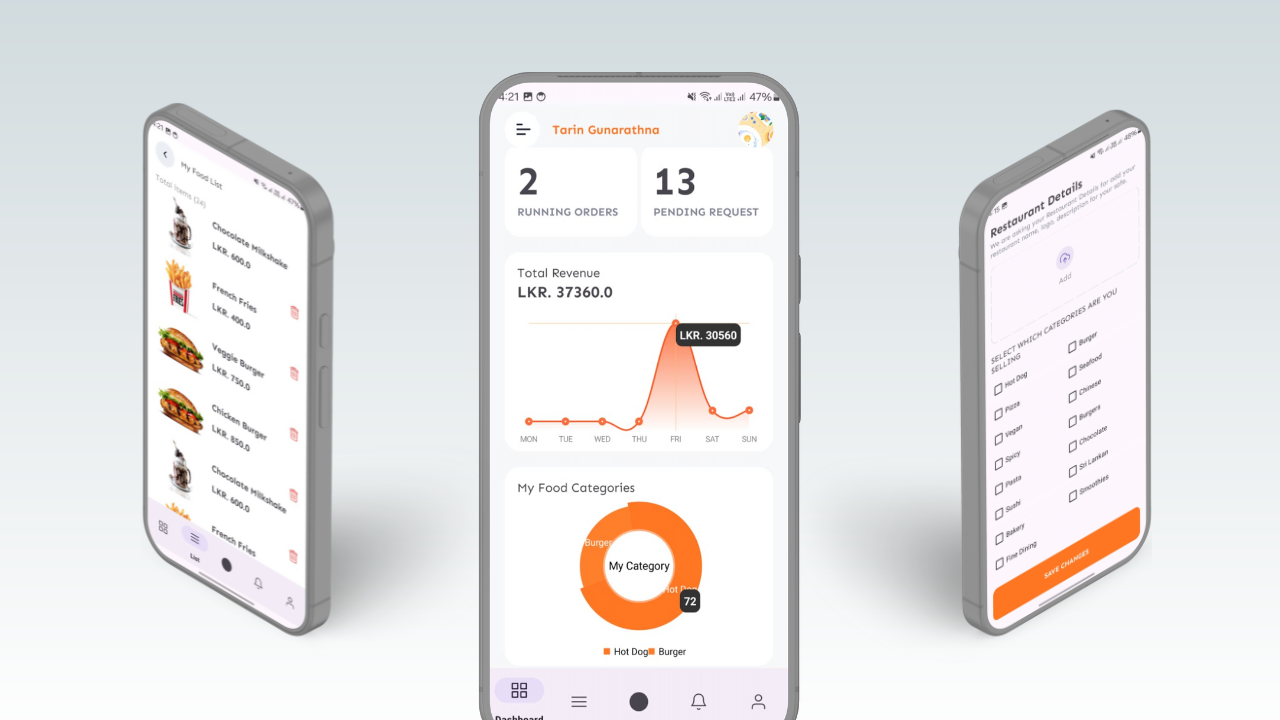 4:21
My Food List
Total Items (24)
Chocolate Milkshake
LKR. 600.0
French Fries
LKR. 400.0
Veggie Burger
LKR. 750.0
Chicken Burger
LKR. 850.0
Chocolate Milkshake
LKR. 600.0
French Fries
List
4:21
47%
Tarin Gunarathna
2
RUNNING ORDERS
13
PENDING REQUEST
Total Revenue
LKR. 37360.0
LKR. 30560
MON TUE WED THU FRI SAT SUN
My Food Categories
Burger
My Category
Hot Dog
72
Hot Dog Burger
Dashboard
48%
Restaurant Details
We are asking your Restaurant Details for add your
restaurant name, logo, description for your safe.
Add
SELECT WHICH CATEGORIES ARE YOU
SELLING
Hot Dog
Burger
Pizza
Seafood
Vegan
Chinese
Spicy
Burgers
Pasta
Chocolate
Sushi
Sri Lankan
Bakery
Smoothies
Fine Dining
SAVE CHANGES